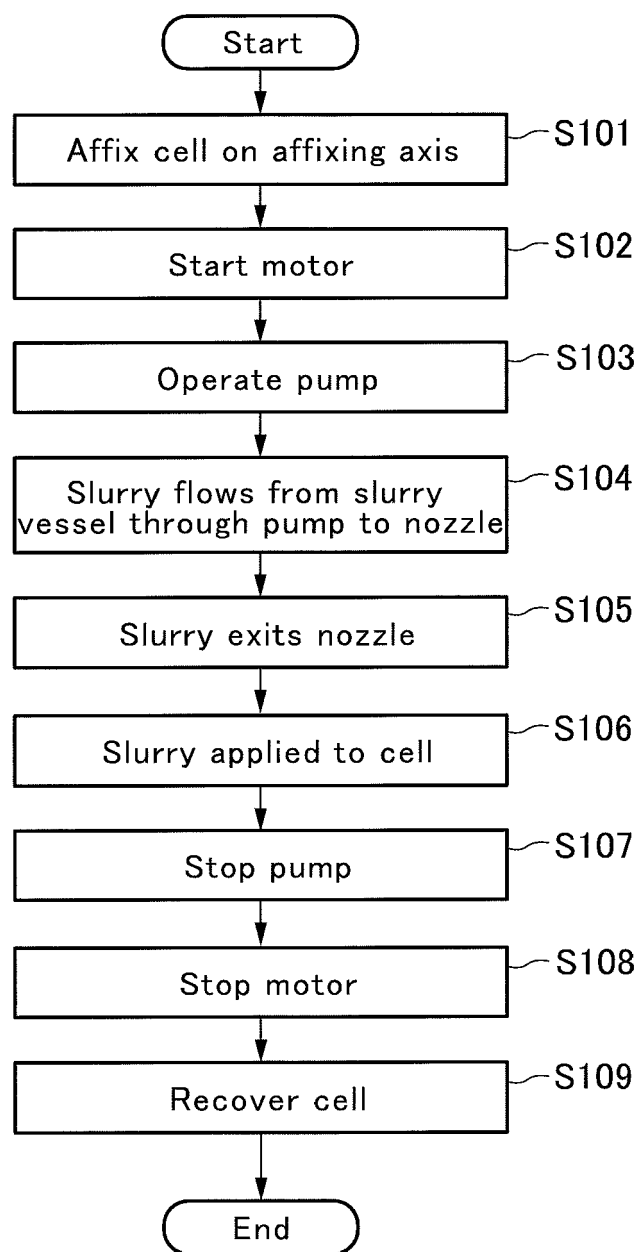 Start
Affix cell on affixing axis
S101
Start motor
S102
Operate pump
S103
Slurry flows from slurry
vessel through pump to nozzle
S104
Slurry exits nozzle
S105
Slurry applied to cell
S106
Stop pump
S107
Stop motor
S108
Recover cell
S109
End